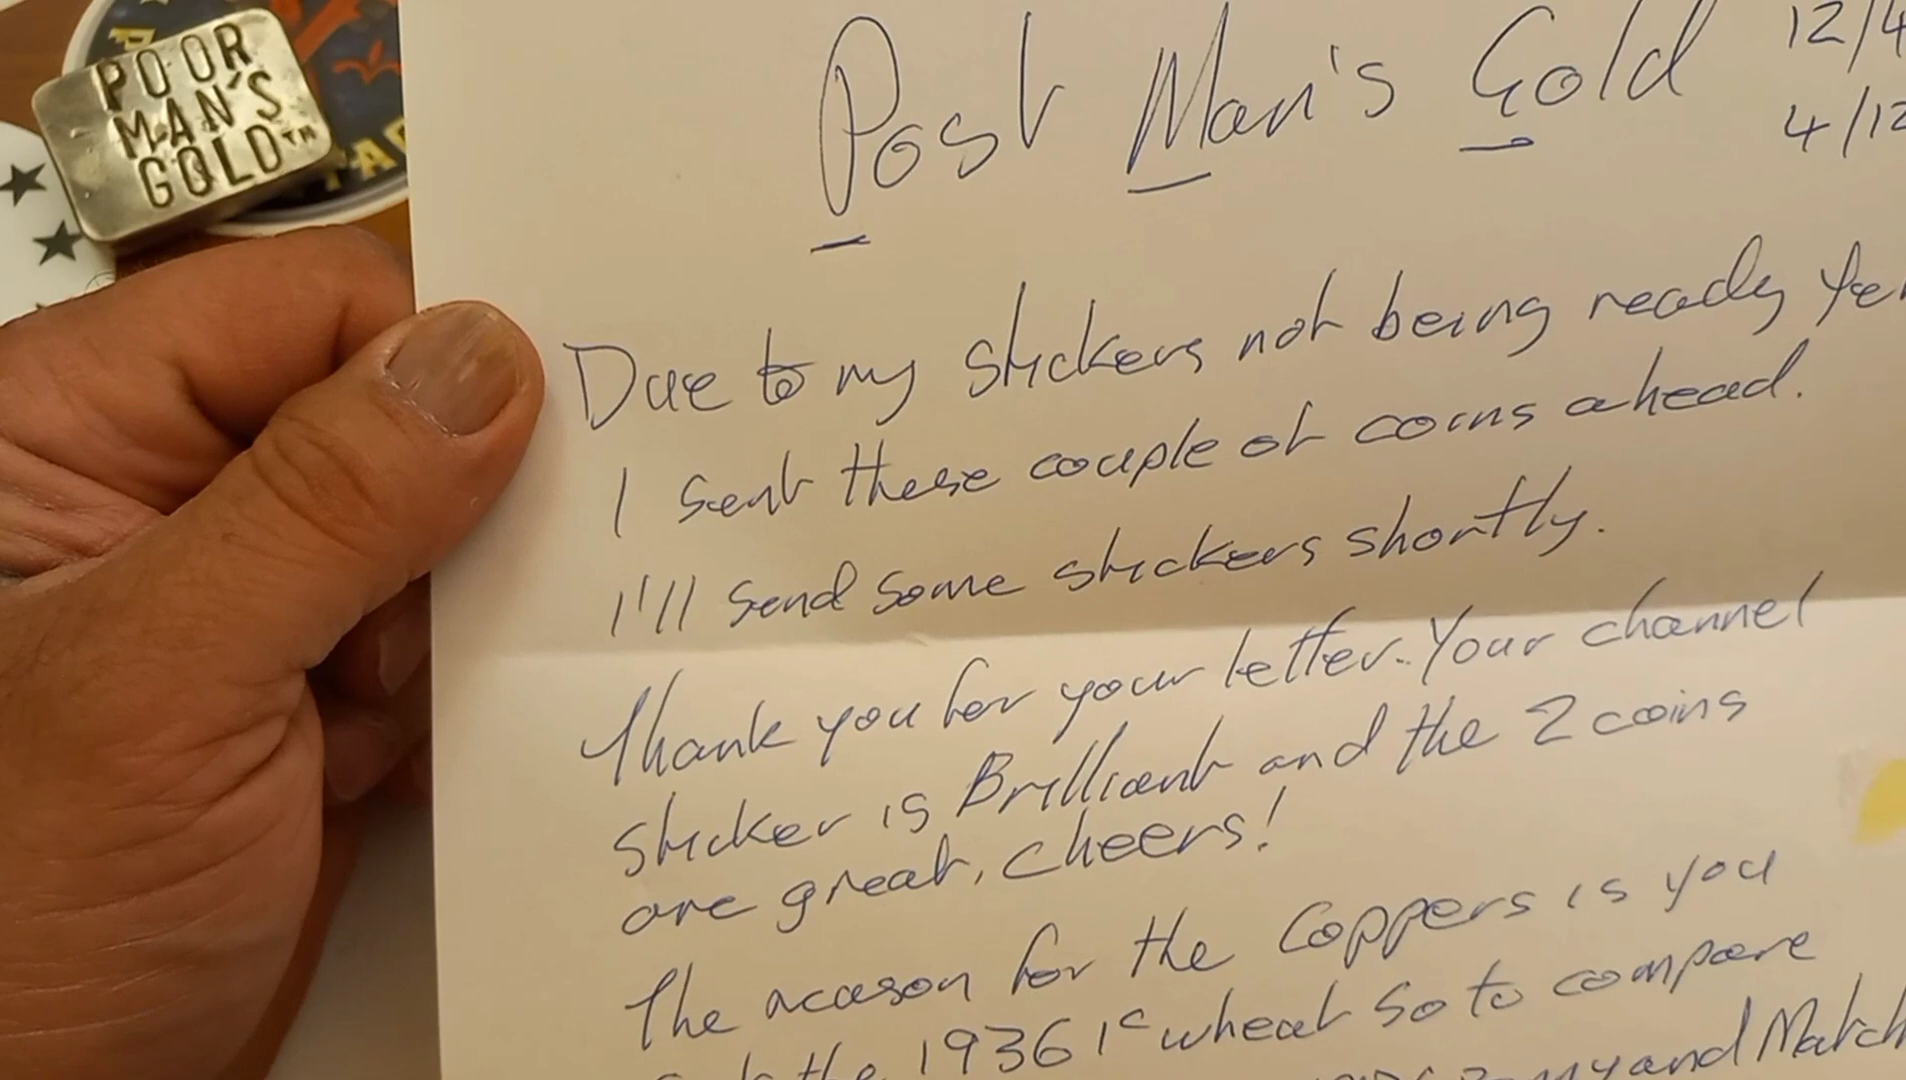 POOR
MAN'S
GOLD™
Post Man's Gold
12/4
4/12
Due to my stickers not being ready Yet
I sent these couple of coins ahead.
I'll send some stickers shortly.
Thank you for your letter. Your channel
sticker is Brilliant and the 2 coins
are great, cheers!
The reason for the Coppers is you
the 1936 1c wheat so to compare
and Match